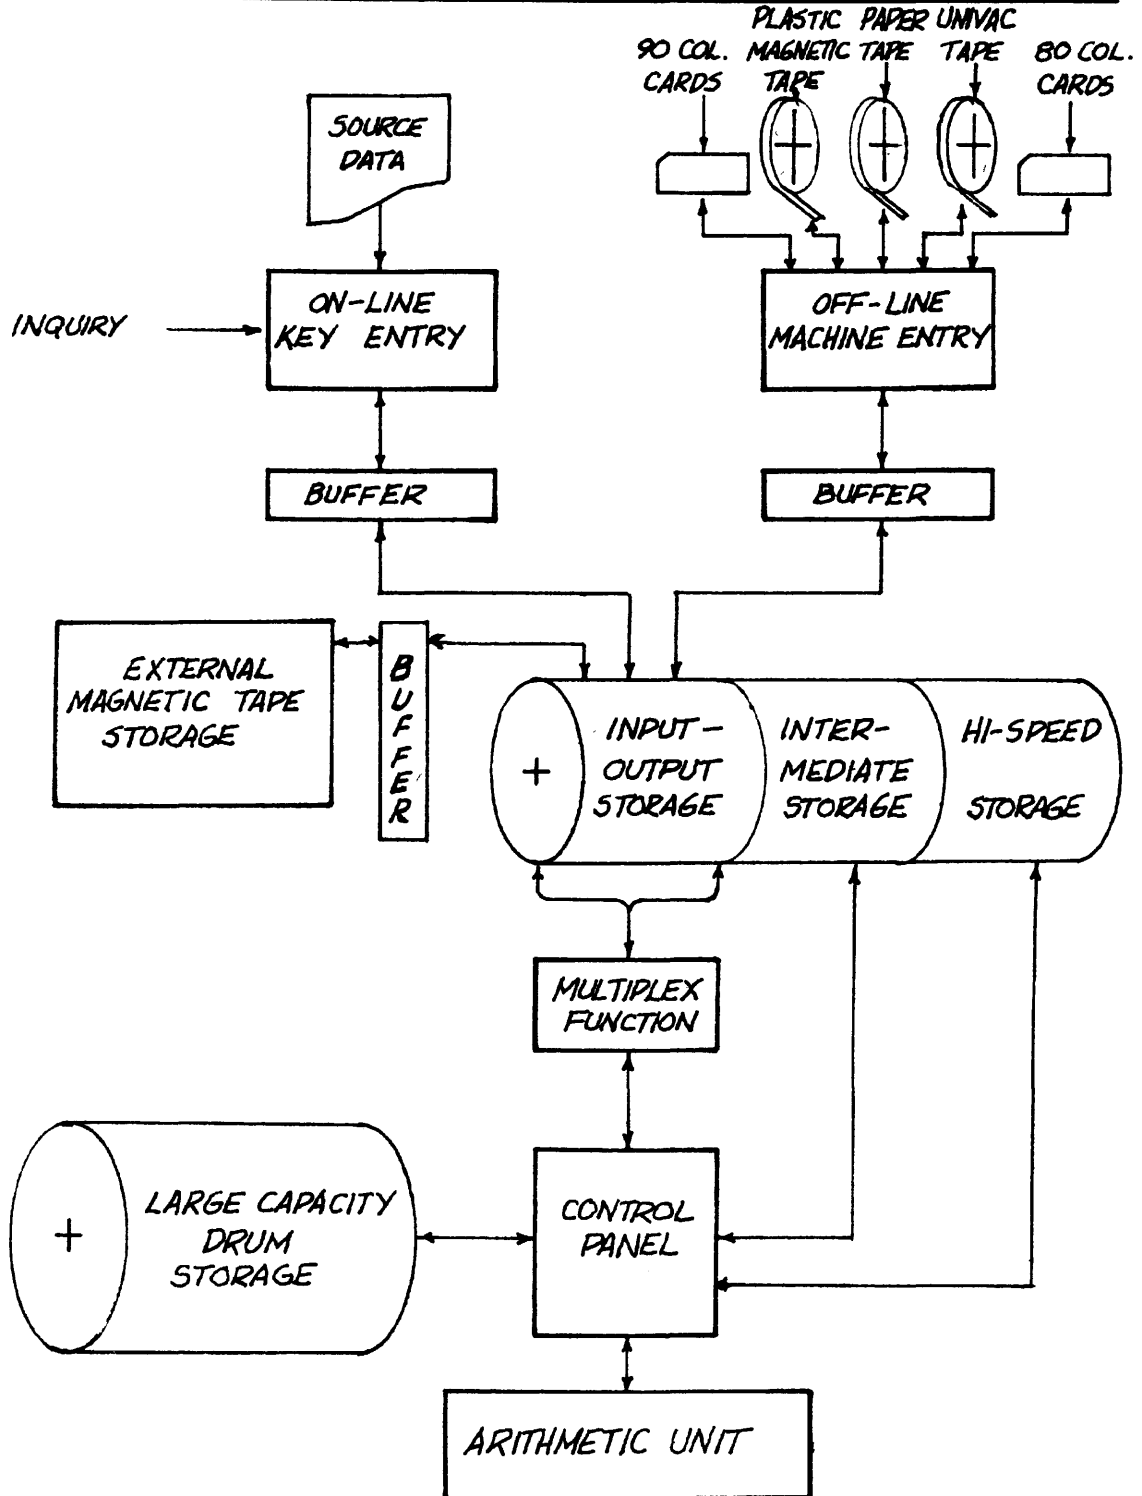 90 COL.
CARDS
PLASTIC
MAGNETIC
TAPE
PAPER
TAPE
UNIVAC
TAPE
80 COL.
CARDS
SOURCE
DATA
INQUIRY
ON-LINE
KEY ENTRY
OFF-LINE
MACHINE ENTRY
BUFFER
BUFFER
EXTERNAL
MAGNETIC TAPE
STORAGE
BUFFER
+
INPUT-
OUTPUT
STORAGE
INTER-
MEDIATE
STORAGE
HI-SPEED
STORAGE
MULTIPLEX
FUNCTION
+
LARGE CAPACITY
DRUM
STORAGE
CONTROL
PANEL
ARITHMETIC UNIT